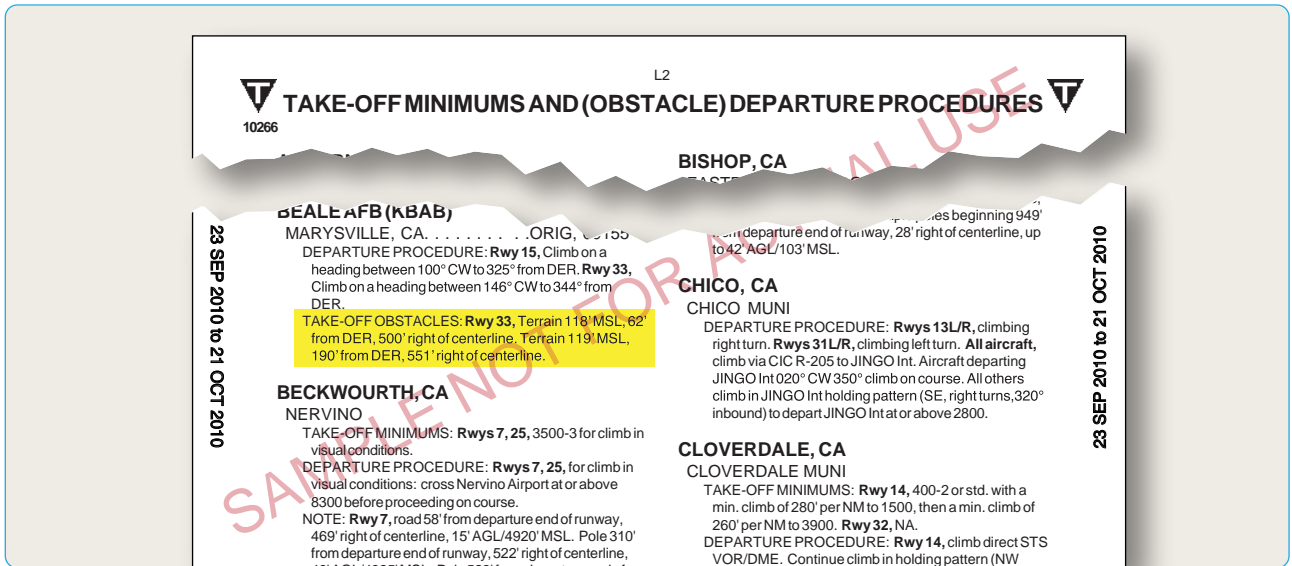 L2
TAKE-OFF MINIMUMS AND (OBSTACLE) DEPARTURE PROCEDURES
10266
BISHOP, CA
BEALE AFB (KBAB)
MARYSVILLE, CA. . . . . . . . . .ORIG,
DEPARTURE PROCEDURE: Rwy 15, Climb on a
heading between 100° CW to 325° from DER. Rwy 33,
Climb on a heading between 146° CW to 344° from
DER.
TAKE-OFF OBSTACLES: Rwy 33, Terrain 118' MSL, 62'
from DER, 500' right of centerline. Terrain 119' MSL,
190' from DER, 551' right of centerline.
BECKWOURTH, CA
NERVINO
TAKE-OFF MINIMUMS: Rwys 7, 25, 3500-3 for climb in
visual conditions.
DEPARTURE PROCEDURE: Rwys 7, 25, for climb in
visual conditions: cross Nervino Airport at or above
8300 before proceeding on course.
NOTE: Rwy 7, road 58' from departure end of runway,
469' right of centerline, 15' AGL/4920' MSL. Pole 310'
from departure end of runway, 522' right of centerline,
beginning 949'
from departure end of runway, 28' right of centerline, up
to 42' AGL/103' MSL.
CHICO, CA
CHICO MUNI
DEPARTURE PROCEDURE: Rwys 13L/R, climbing
right turn. Rwys 31L/R, climbing left turn. All aircraft,
climb via CIC R-205 to JINGO Int. Aircraft departing
JINGO Int 020° CW 350° climb on course. All others
climb in JINGO Int holding pattern (SE, right turns, 320°
inbound) to depart JINGO Int at or above 2800.
CLOVERDALE, CA
CLOVERDALE MUNI
TAKE-OFF MINIMUMS: Rwy 14, 400-2 or std. with a
min. climb of 280' per NM to 1500, then a min. climb of
260' per NM to 3900. Rwy 32, NA.
DEPARTURE PROCEDURE: Rwy 14, climb direct STS
VOR/DME. Continue climb in holding pattern (NW
23 SEP 2010 to 21 OCT 2010
23 SEP 2010 to 21 OCT 2010
SAMPLE NOT FOR ACTUAL USE